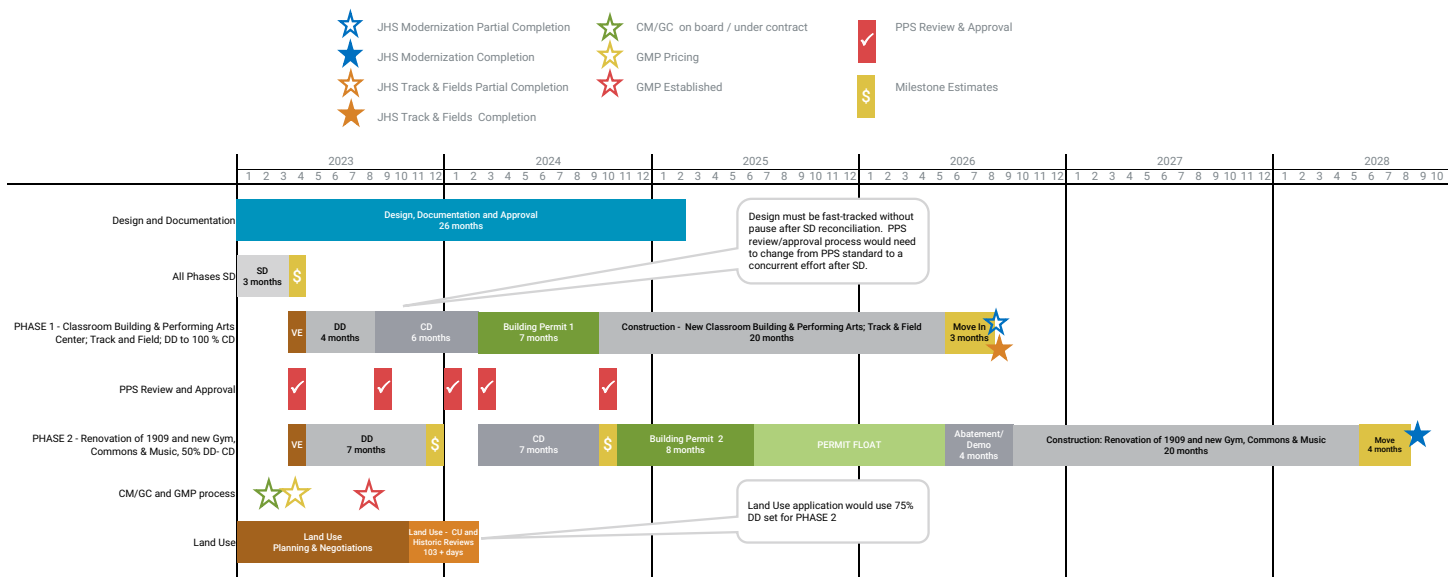 JHS Modernization Partial Completion
JHS Modernization Completion
JHS Track & Fields Partial Completion
JHS Track & Fields Completion
CM/GC on board / under contract
GMP Pricing
GMP Established
PPS Review & Approval
$
Milestone Estimates
2023 2024 2025 2026 2027 2028
1 2 3 4 5 6 7 8 9 10 11 12 1 2 3 4 5 6 7 8 9 10 11 12 1 2 3 4 5 6 7 8 9 10 11 12 1 2 3 4 5 6 7 8 9 10 11 12 1 2 3 4 5 6 7 8 9 10 11 12 1 2 3 4 5 6 7 8 9 10
Design and Documentation
Design, Documentation and Approval
26 months
Design must be fast-tracked without
pause after SD reconciliation. PPS
review/approval process would need
to change from PPS standard to a
concurrent effort after SD.
All Phases SD
SD
3 months
$
PHASE 1 - Classroom Building & Performing Arts
Center; Track and Field; DD to 100 % CD
VE
DD
4 months
CD
6 months
Building Permit 1
7 months
Construction - New Classroom Building & Performing Arts; Track & Field
20 months
Move In
3 months
PPS Review and Approval
PHASE 2 - Renovation of 1909 and new Gym,
Commons & Music, 50% DD- CD
VE
DD
7 months
$
CD
7 months
$
Building Permit 2
8 months
PERMIT FLOAT
Abatement/
Demo
4 months
Construction: Renovation of 1909 and new Gym, Commons & Music
20 months
Move
4 months
CM/GC and GMP process
Land Use application would use 75%
DD set for PHASE 2
Land Use
Land Use
Planning & Negotiations
Land Use - CU and
Historic Reviews
103 + days